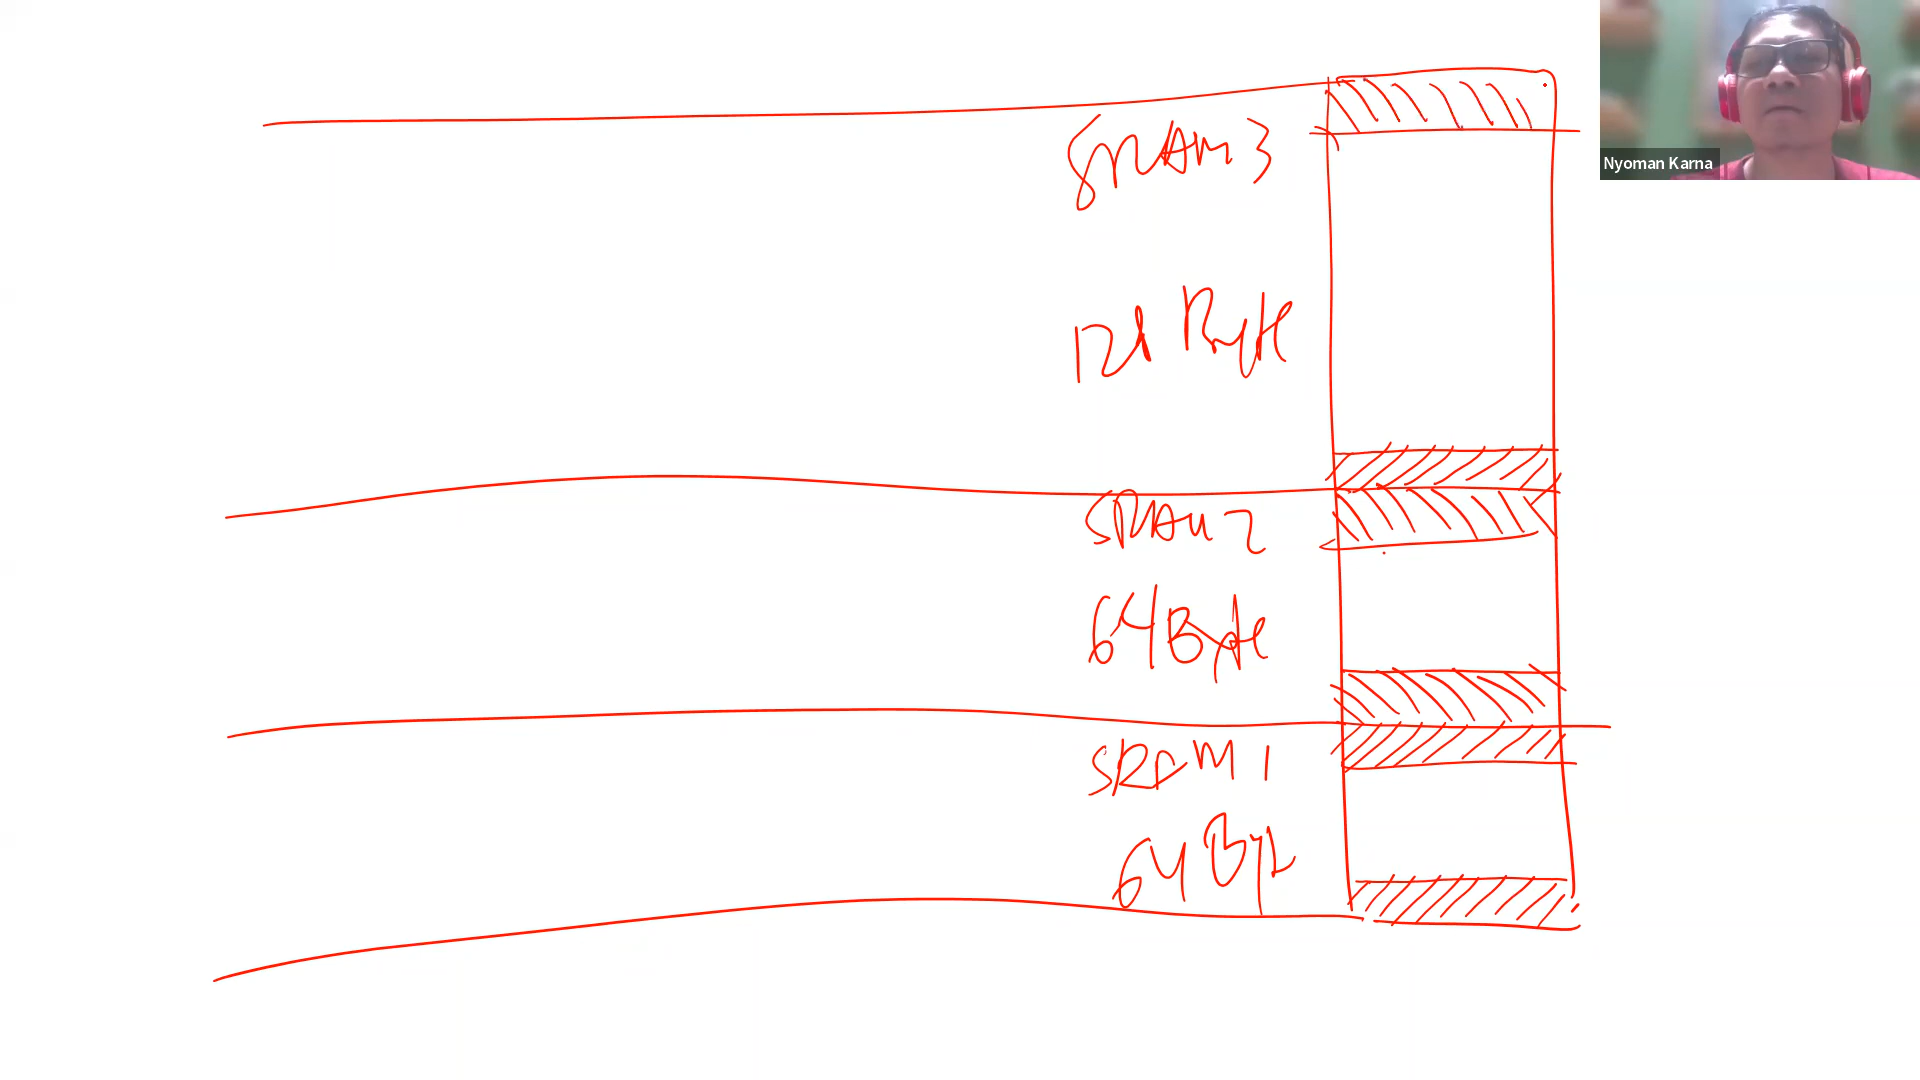 SRAM 3
128 Byte
SRAM 2
64 Byte
SRAM 1
64 Byte
Nyoman Karna